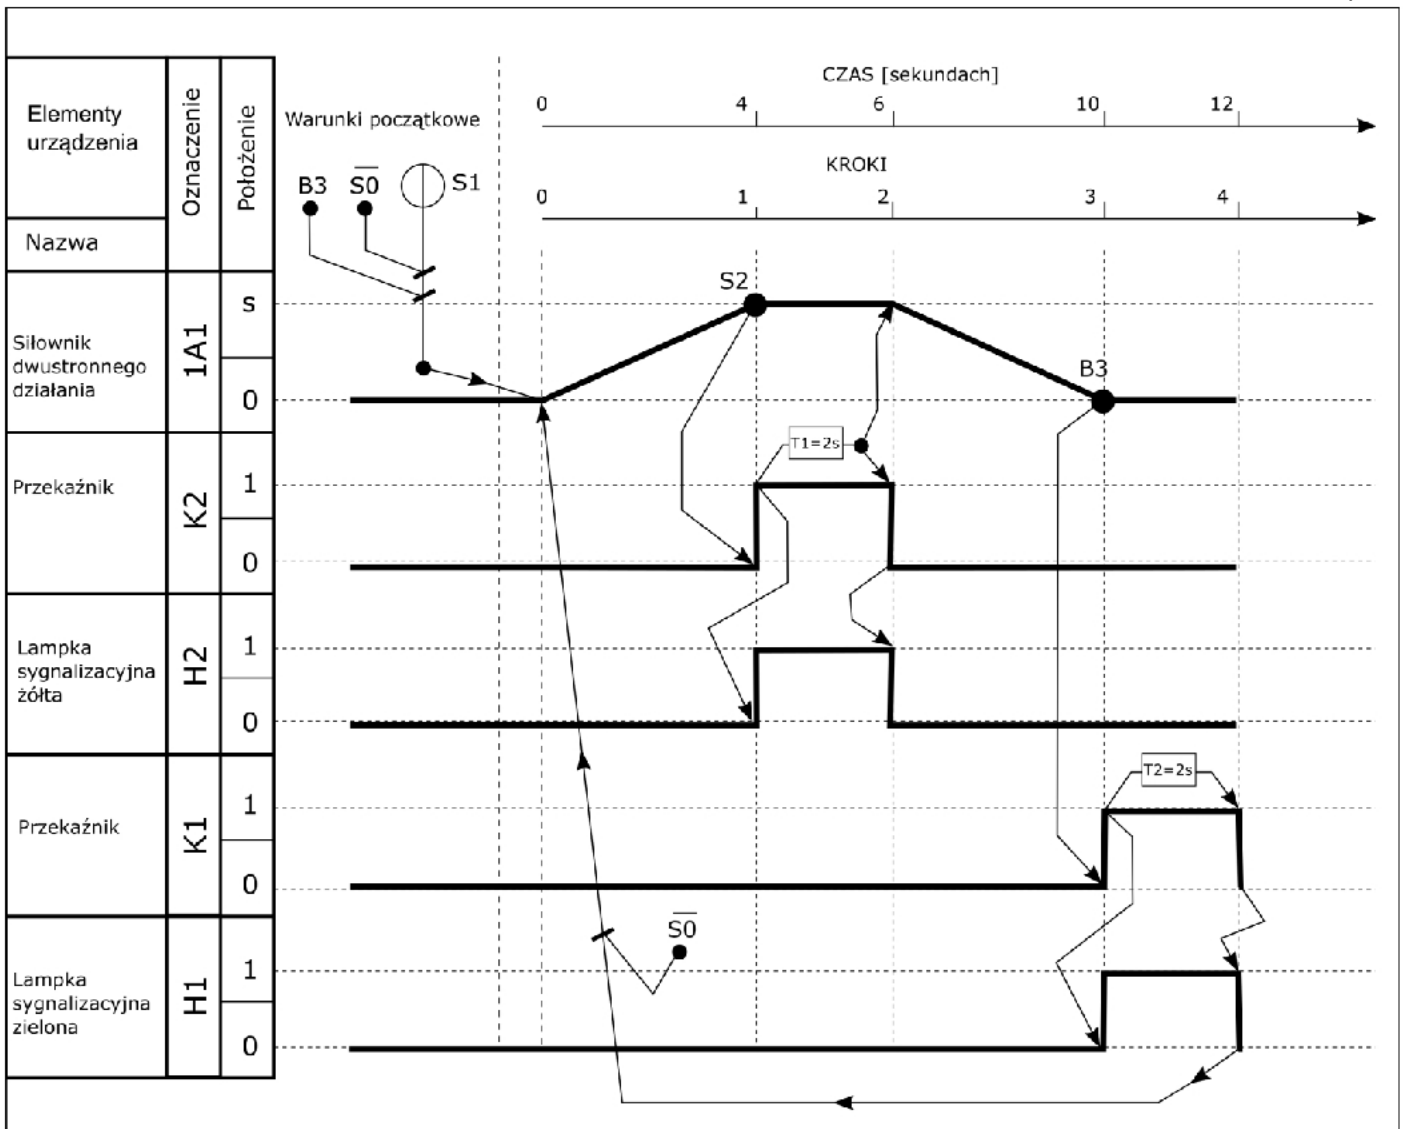 CZAS [sekundach]
0 4 6 10 12
KROKI
0 1 2 3 4
Elementy
urządzenia
Nazwa
Oznaczenie
Położenie
Warunki początkowe
B3 S̅0̅ S1
Siłownik
dwustronnego
działania
1A1
s
0
S2
B3
Przekaźnik
K2
1
0
T1=2s
Lampka
sygnalizacyjna
żółta
H2
1
0
Przekaźnik
K1
1
0
T2=2s
Lampka
sygnalizacyjna
zielona
H1
1
0
S̅0̅